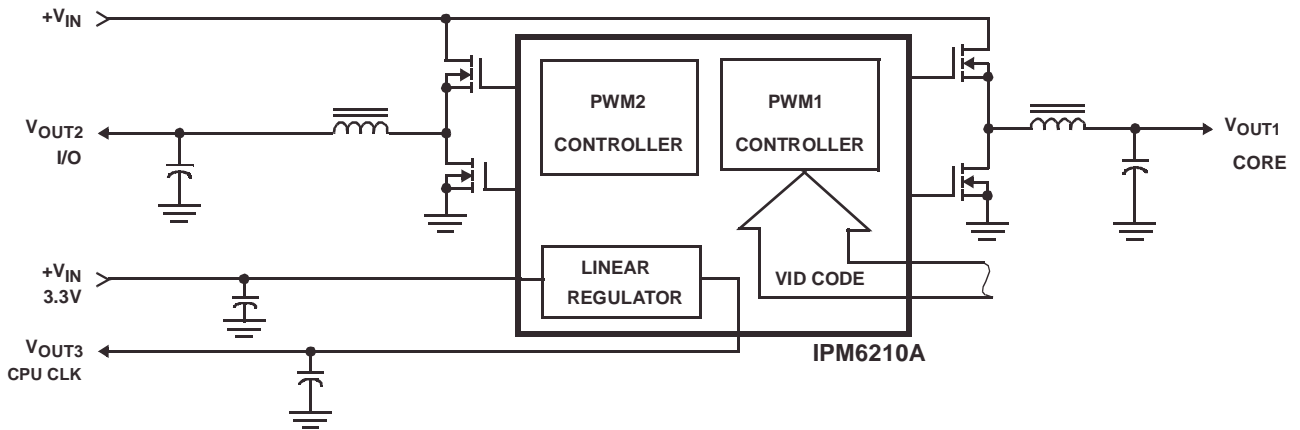 +VIN
PWM2
CONTROLLER
PWM1
CONTROLLER
VOUT2
I/O
VOUT1
CORE
+VIN
3.3V
LINEAR
REGULATOR
VID CODE
VOUT3
CPU CLK
IPM6210A